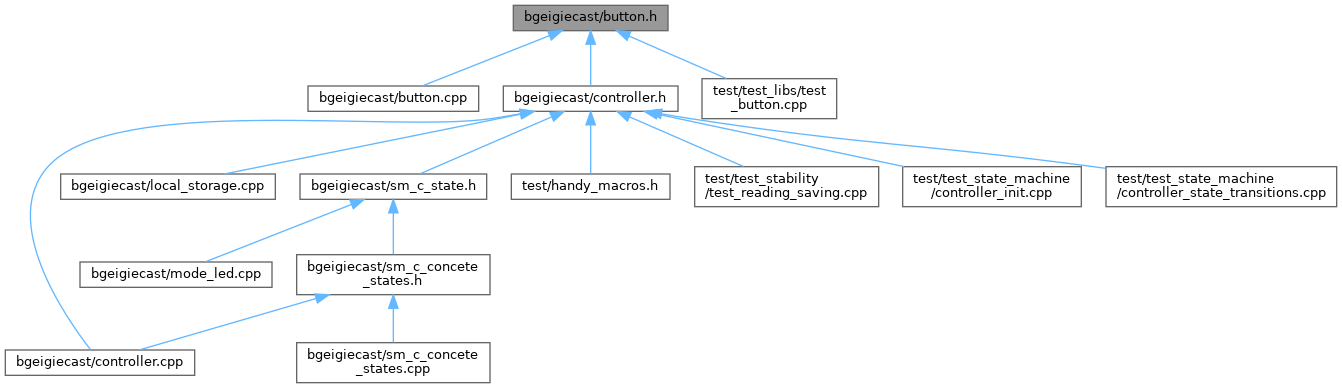 bgeigiecast/button.h
bgeigiecast/button.cpp
bgeigiecast/controller.h
test/test_libs/test
_button.cpp
bgeigiecast/local_storage.cpp
bgeigiecast/sm_c_state.h
test/handy_macros.h
test/test_stability
/test_reading_saving.cpp
test/test_state_machine
/controller_init.cpp
test/test_state_machine
/controller_state_transitions.cpp
bgeigiecast/mode_led.cpp
bgeigiecast/sm_c_concete
_states.h
bgeigiecast/controller.cpp
bgeigiecast/sm_c_concete
_states.cpp